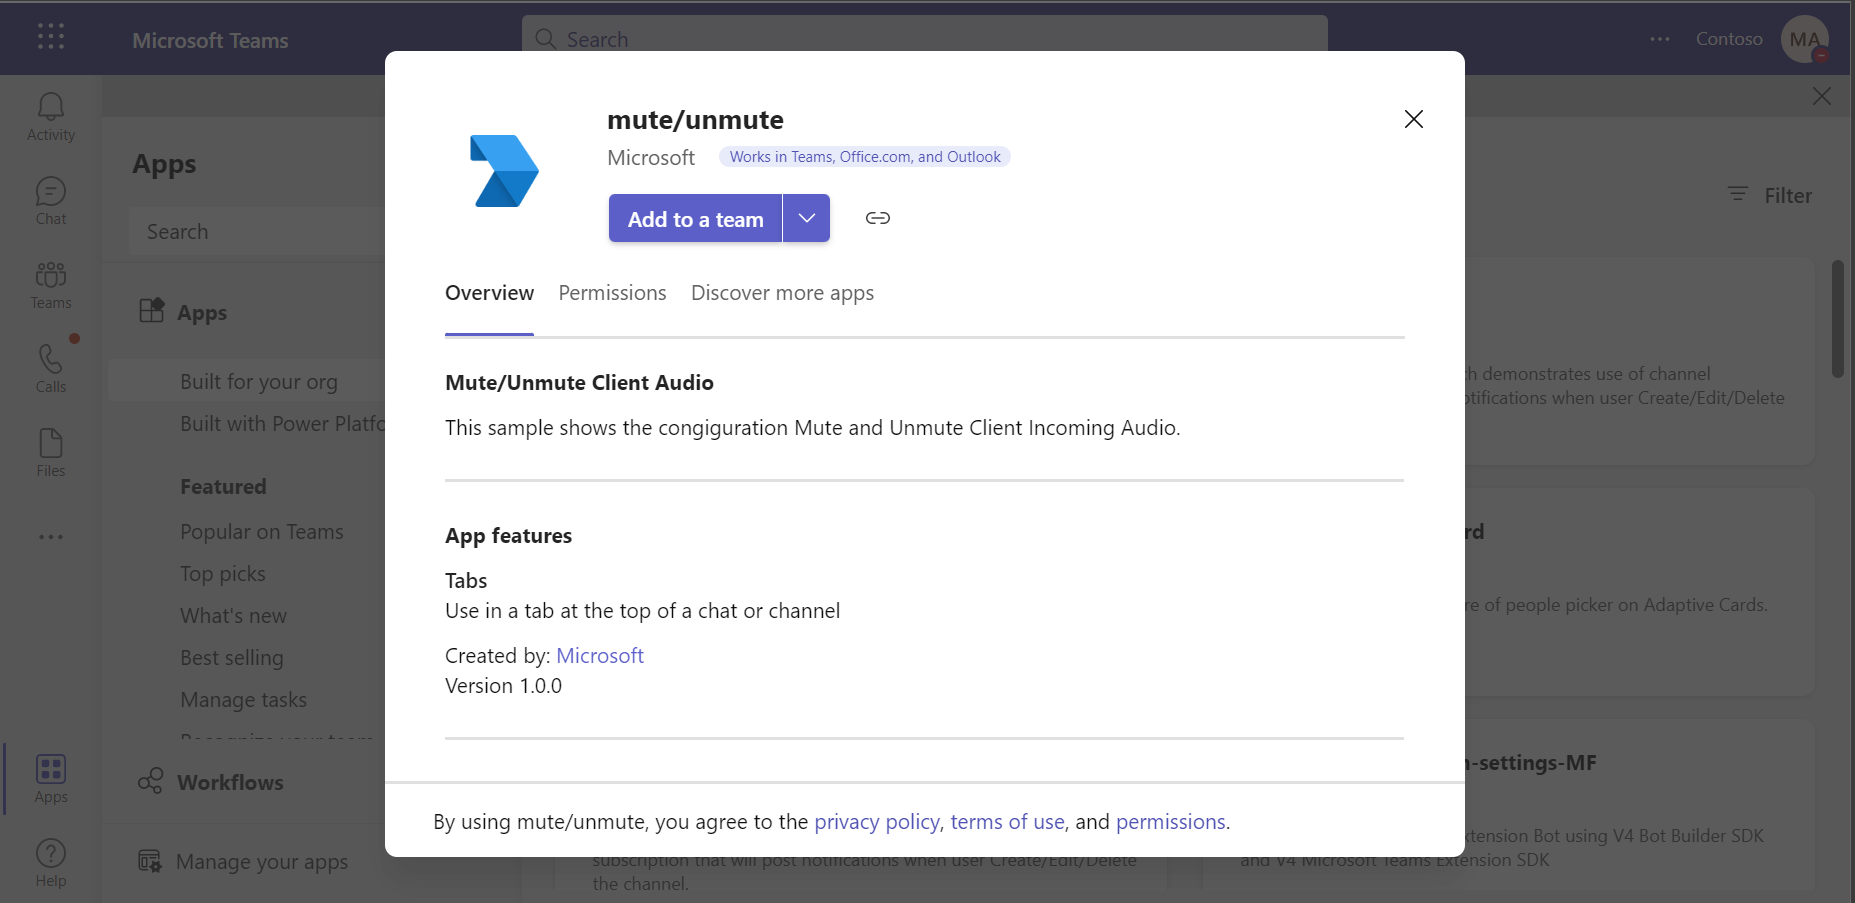 Microsoft Teams
Search
Contoso
MA
Activity
Chat
Teams
Calls
Files
Apps
Help
Apps
Search
Apps
Built for your org
Built with Power Platfo
Featured
Popular on Teams
Top picks
What's new
Best selling
Manage tasks
Recognize your team
Workflows
Manage your apps
mute/unmute
Microsoft
Works in Teams, Office.com, and Outlook
Add to a team
Overview
Permissions
Discover more apps
Mute/Unmute Client Audio
This sample shows the congiguration Mute and Unmute Client Incoming Audio.
App features
Tabs
Use in a tab at the top of a chat or channel
Created by: Microsoft
Version 1.0.0
By using mute/unmute, you agree to the privacy policy, terms of use, and permissions.
Filter
ch demonstrates use of channel
otifications when user Create/Edit/Delete
rd
re of people picker on Adaptive Cards.
n-settings-MF
xtension Bot using V4 Bot Builder SDK
and V4 Microsoft Teams Extension SDK
subscription that will post notifications when user Create/Edit/Delete
the channel.